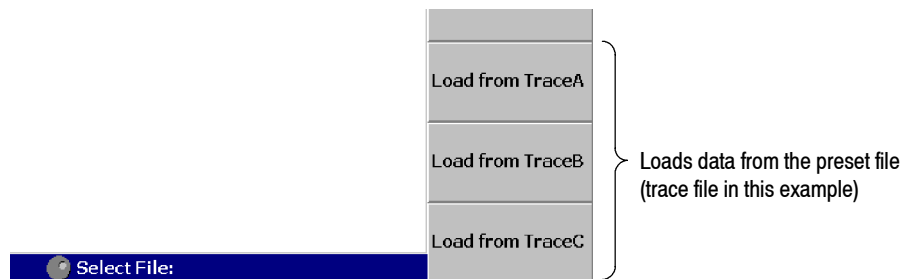 Load from TraceA
Load from TraceB
Load from TraceC
Loads data from the preset file
(trace file in this example)
Select File: